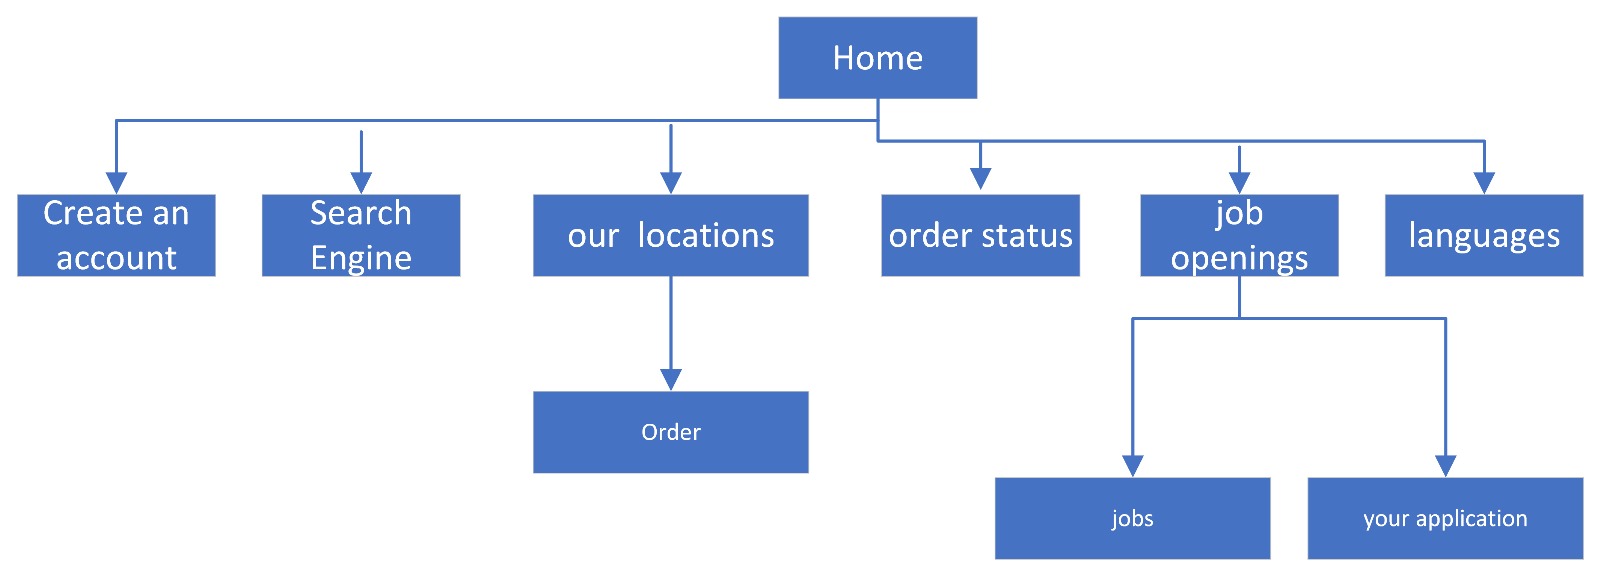 Home
Create an
account
Search
Engine
our  locations
order status
job
openings
languages
Order
jobs
your application